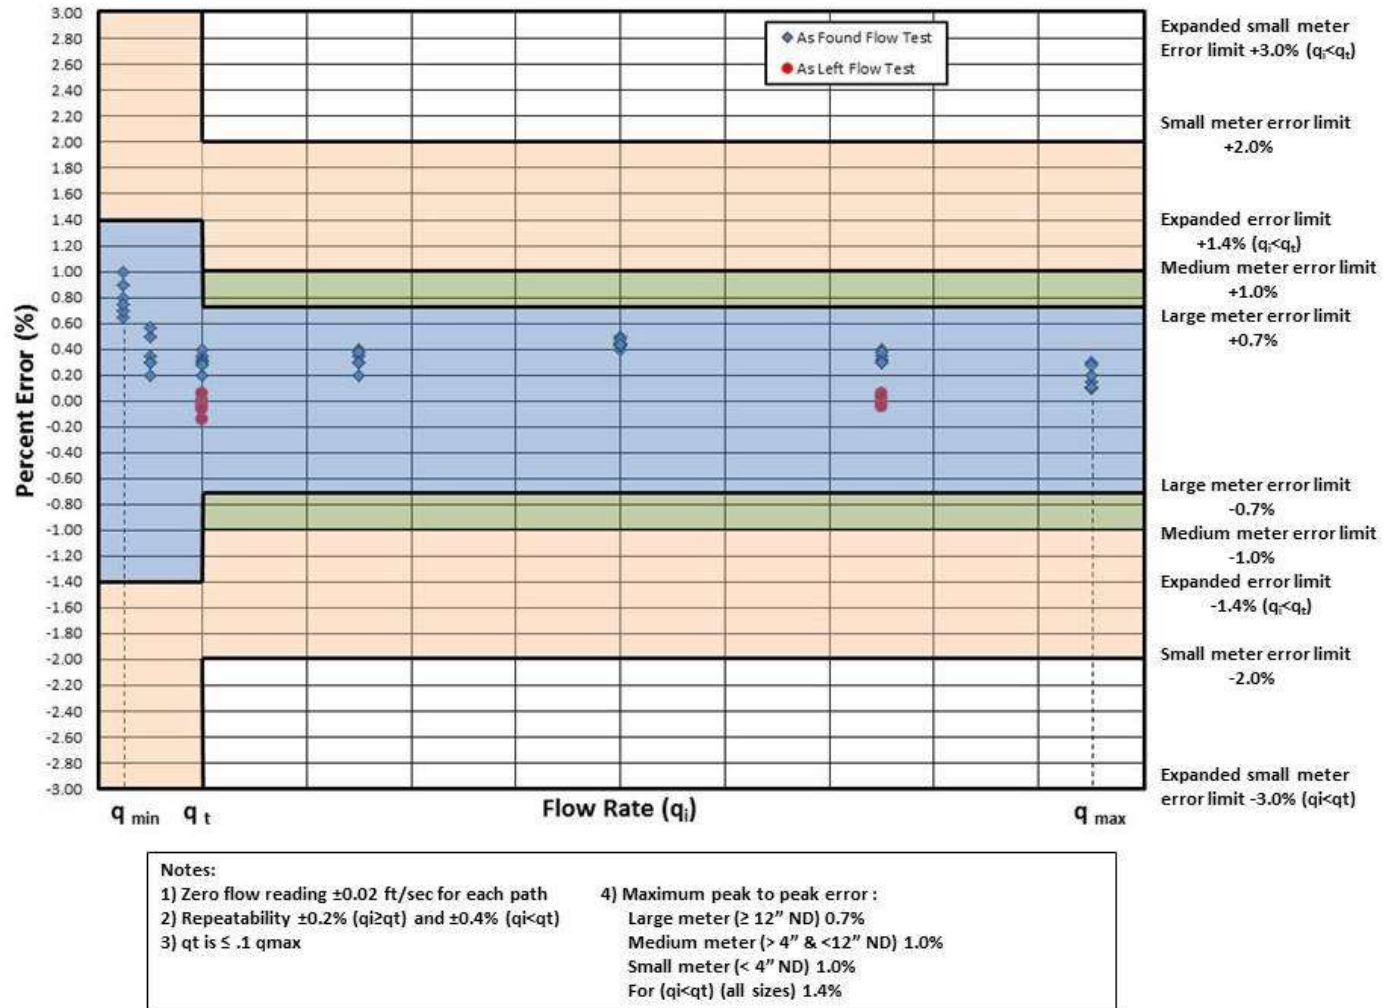 3.00
2.80
2.60
2.40
2.20
2.00
1.80
1.60
1.40
1.20
1.00
0.80
0.60
0.40
0.20
0.00
-0.20
-0.40
-0.60
-0.80
-1.00
-1.20
-1.40
-1.60
-1.80
-2.00
-2.20
-2.40
-2.60
-2.80
-3.00
Percent Error (%)
As Found Flow Test
As Left Flow Test
Expanded small meter
Error limit +3.0% (qi<qt)
Small meter error limit
+2.0%
Expanded error limit
+1.4% (qi<qt)
Medium meter error limit
+1.0%
Large meter error limit
+0.7%
Large meter error limit
-0.7%
Medium meter error limit
-1.0%
Expanded error limit
-1.4% (qi<qt)
Small meter error limit
-2.0%
Expanded small meter
error limit -3.0% (qi<qt)
q min
q t
Flow Rate (qi)
q max
Notes:
1) Zero flow reading ±0.02 ft/sec for each path
2) Repeatability ±0.2% (qi≥qt) and ±0.4% (qi<qt)
3) qt is ≤ .1 qmax
4) Maximum peak to peak error :
Large meter (≥ 12" ND) 0.7%
Medium meter (> 4" & <12" ND) 1.0%
Small meter (< 4" ND) 1.0%
For (qi<qt) (all sizes) 1.4%